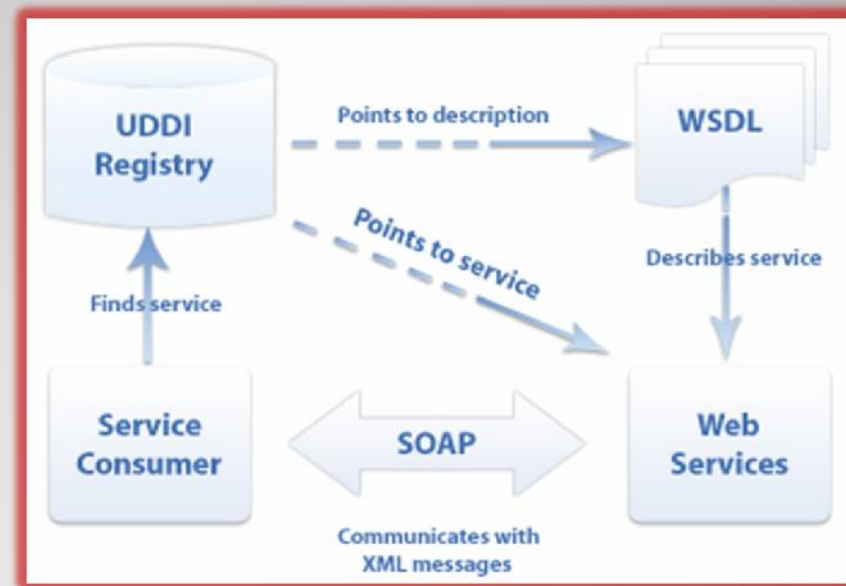 UDDI
Registry
Points to description
WSDL
Points to service
Describes service
Finds service
Service
Consumer
SOAP
Web
Services
Communicates with
XML messages